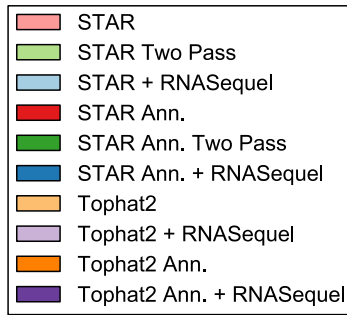 STAR
STAR Two Pass
STAR + RNASequel
STAR Ann.
STAR Ann. Two Pass
STAR Ann. + RNASequel
Tophat2
Tophat2 + RNASequel
Tophat2 Ann.
Tophat2 Ann. + RNASequel